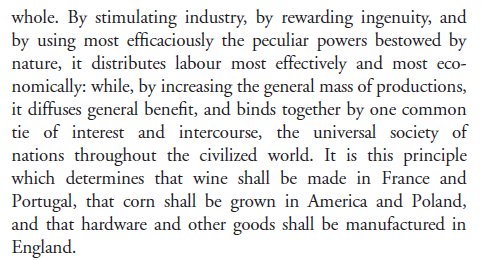 whole. By stimulating industry, by rewarding ingenuity, and
by using most efficaciously the peculiar powers bestowed by
nature, it distributes labour most effectively and most eco-
nomically: while, by increasing the general mass of productions,
it diffuses general benefit, and binds together by one common
tie of interest and intercourse, the universal society of
nations throughout the civilized world. It is this principle
which determines that wine shall be made in France and
Portugal, that corn shall be grown in America and Poland,
and that hardware and other goods shall be manufactured in
England.